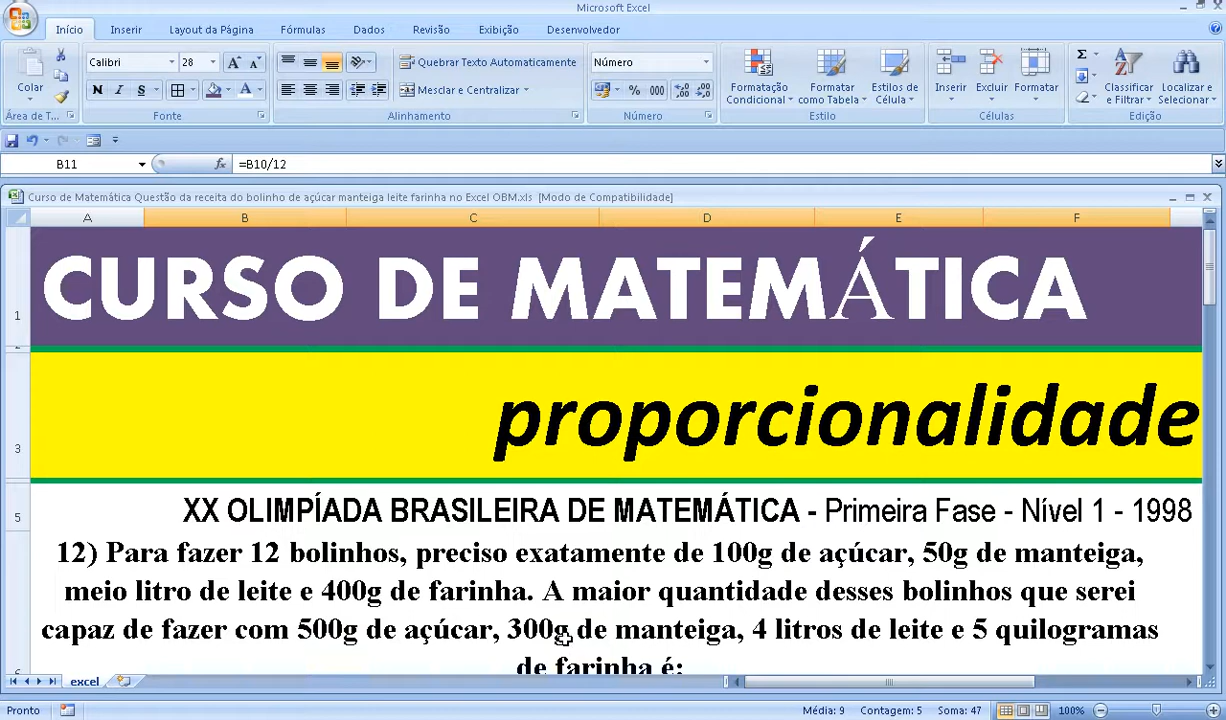 Microsoft Excel
Início Inserir Layout da Página Fórmulas Dados Revisão Exibição Desenvolvedor
Calibri 28 Quebrar Texto Automaticamente Número
Colar N I S Mesclar e Centralizar % 000 Formatação Condicional Formatar como Tabela Estilos de Célula Inserir Excluir Formatar Classificar e Filtrar Localizar e Selecionar
Área de T... Fonte Alinhamento Número Estilo Células Edição
B11 fx =B10/12
Curso de Matemática Questão da receita do bolinho de açúcar manteiga leite farinha no Excel OBM.xls [Modo de Compatibilidade]
A B C D E F
1 CURSO DE MATEMÁTICA
3 proporcionalidade
5 XX OLIMPÍADA BRASILEIRA DE MATEMÁTICA - Primeira Fase - Nível 1 - 1998
12) Para fazer 12 bolinhos, preciso exatamente de 100g de açúcar, 50g de manteiga,
meio litro de leite e 400g de farinha. A maior quantidade desses bolinhos que serei
capaz de fazer com 500g de açúcar, 300g de manteiga, 4 litros de leite e 5 quilogramas
de farinha é:
excel
Pronto Média: 9 Contagem: 5 Soma: 47 100%